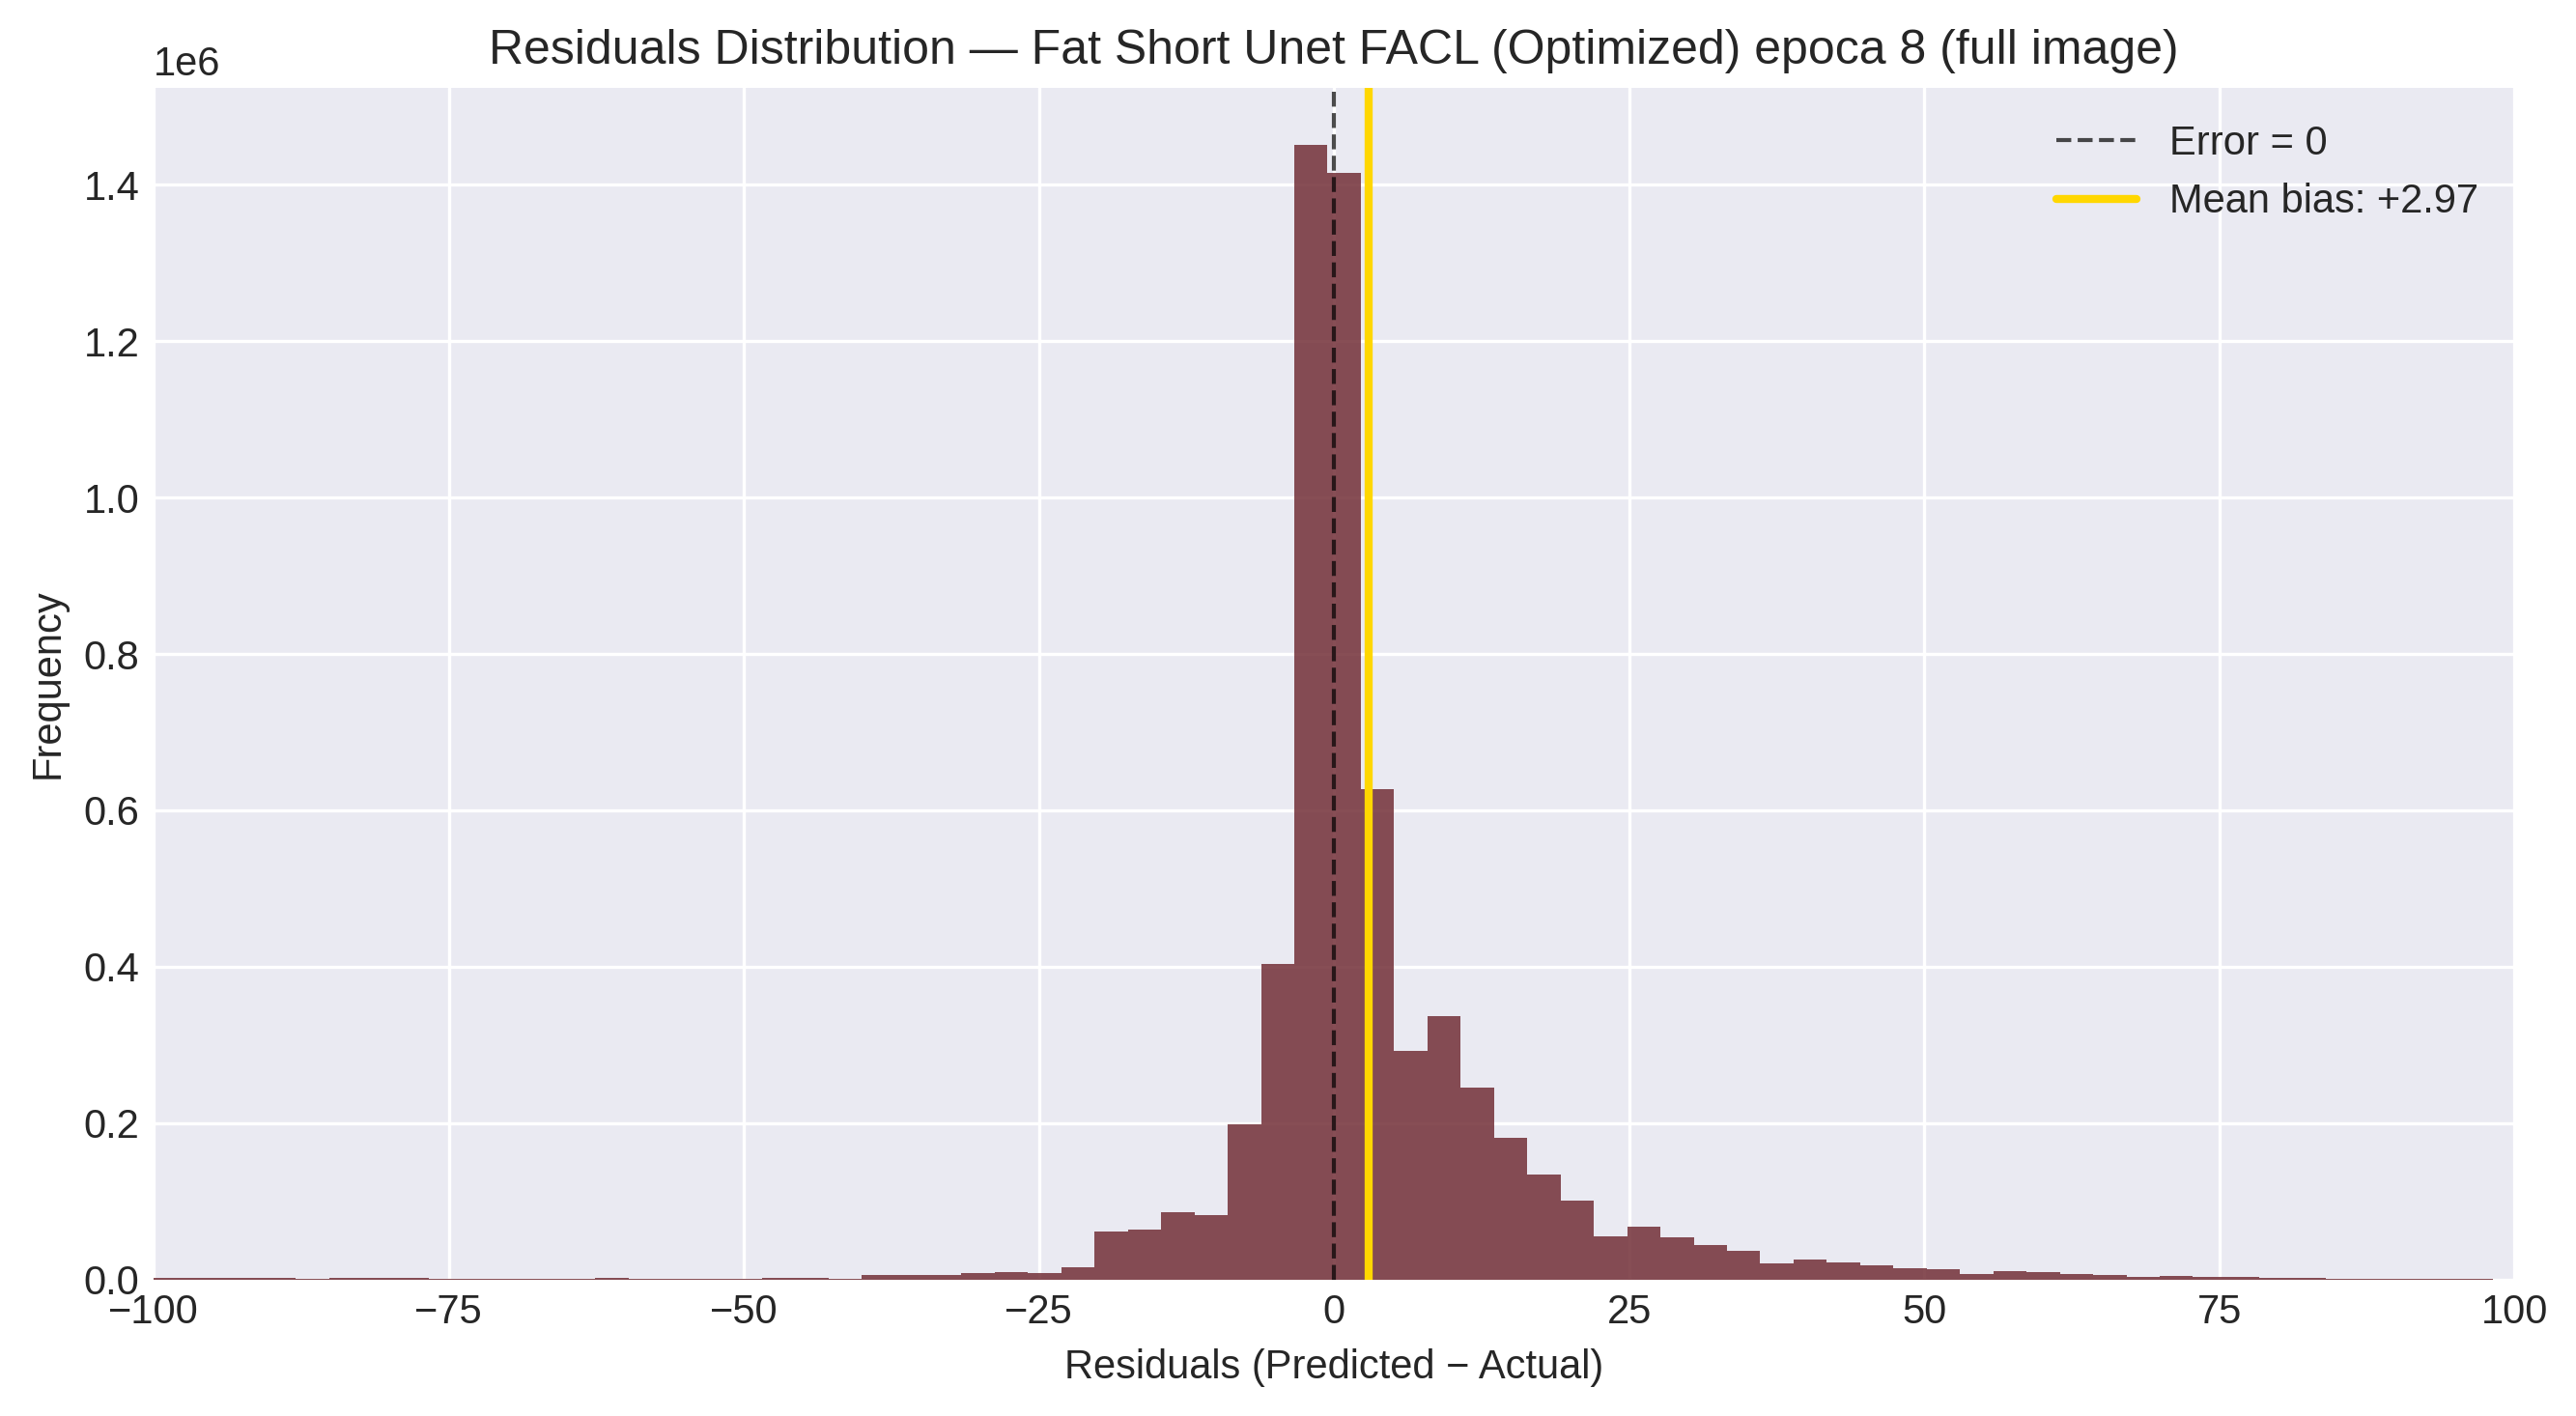 Residuals Distribution — Fat Short Unet FACL (Optimized) epoca 8 (full image)
1e6
Error = 0
Mean bias: +2.97
1.4
1.2
1.0
0.8
0.6
0.4
0.2
0.0
Frequency
−100 −75 −50 −25 0 25 50 75 100
Residuals (Predicted − Actual)